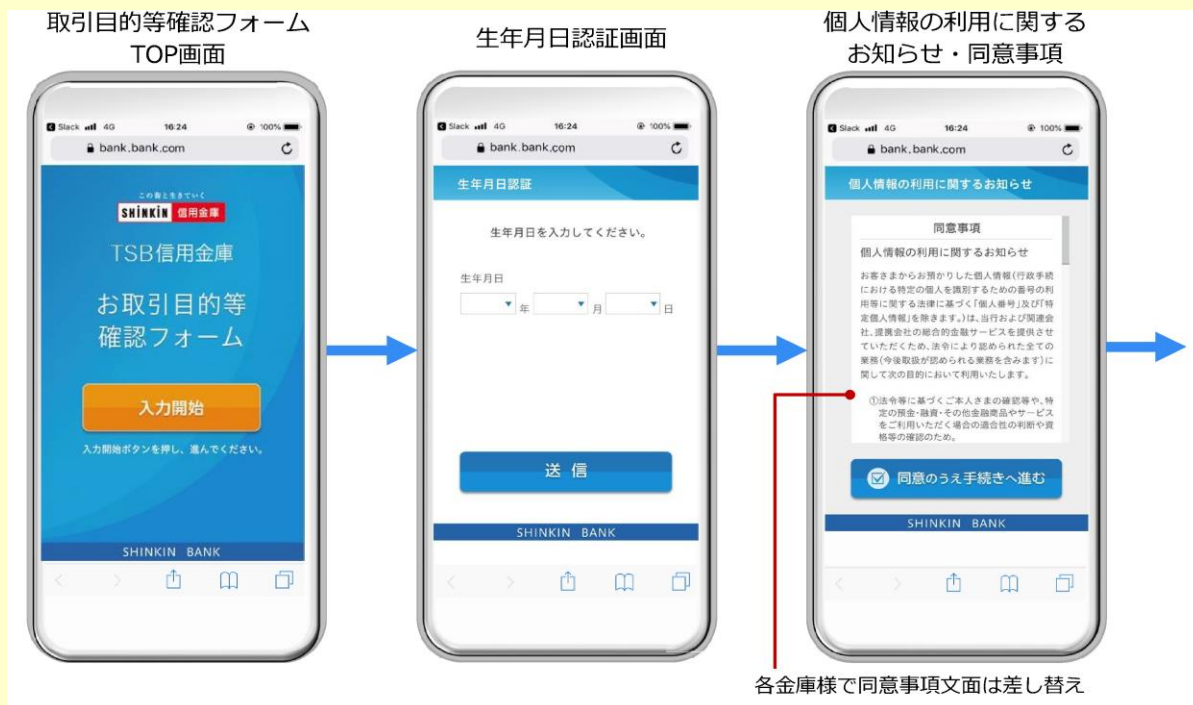 取引目的等確認フォーム
TOP画面
Slack 4G 16:24 100%
bank.bank.com
この街と生きていく
SHINKIN 信用金庫
TSB信用金庫
お取引目的等
確認フォーム
入力開始
入力開始ボタンを押し、進んでください。
SHINKIN BANK
生年月日認証画面
Slack 4G 16:24 100%
bank.bank.com
生年月日認証
生年月日を入力してください。
生年月日
年 月 日
送 信
SHINKIN BANK
個人情報の利用に関する
お知らせ・同意事項
Slack 4G 16:24 100%
bank.bank.com
個人情報の利用に関するお知らせ
同意事項
個人情報の利用に関するお知らせ
お客さまからお預かりした個人情報(行政手続
における特定の個人を識別するための番号の利
用等に関する法律に基づく「個人番号」及び「特
定個人情報」を除きます。)は、当行および関連会
社、提携会社の総合的金融サービスを提供させ
ていただくため、法令により認められた全ての
業務(今後取扱が認められる業務を含みます)に
関して次の目的において利用いたします。
①法令等に基づくご本人さまの確認等や、特
定の預金・融資・その他金融商品やサービス
をご利用いただく場合の適合性の判断や資
格等の確認のため。
同意のうえ手続きへ進む
SHINKIN BANK
各金庫様で同意事項文面は差し替え